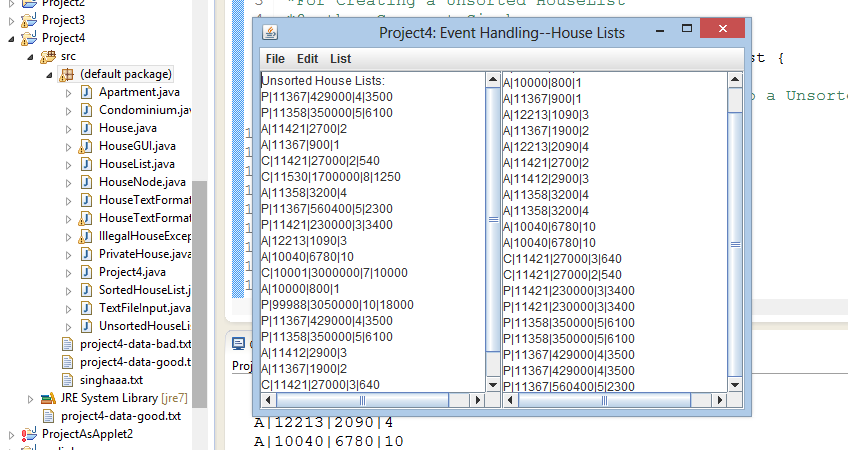 Project2
Project3
Project4
src
(default package)
Apartment.java
Condominium.java
House.java
HouseGUI.java
HouseList.java
HouseNode.java
HouseTextFormat
HouseTextFormat
IllegalHouseExcep
PrivateHouse.java
Project4.java
SortedHouseList.j
TextFileInput.java
UnsortedHouseLi
project4-data-bad.tx
project4-data-good.t
singhaaa.txt
JRE System Library [jre7]
project4-data-good.txt
ProjectAsApplet2
3 *For Creating a Unsorted HouseList
st {
o a Unsorte
Project4: Event Handling--House Lists
File Edit List
Unsorted House Lists:
P|11367|429000|4|3500
P|11358|350000|5|6100
A|11421|2700|2
A|11367|900|1
C|11421|27000|2|540
C|11530|1700000|8|1250
A|11358|3200|4
P|11367|560400|5|2300
P|11421|230000|3|3400
A|12213|1090|3
A|10040|6780|10
C|10001|3000000|7|10000
A|10000|800|1
P|99988|3050000|10|18000
P|11367|429000|4|3500
P|11358|350000|5|6100
A|11412|2900|3
A|11367|1900|2
C|11421|27000|3|640
A|10000|800|1
A|11367|900|1
A|12213|1090|3
A|11367|1900|2
A|12213|2090|4
A|11421|2700|2
A|11412|2900|3
A|11358|3200|4
A|11358|3200|4
A|10040|6780|10
A|10040|6780|10
C|11421|27000|3|640
C|11421|27000|2|540
P|11421|230000|3|3400
P|11421|230000|3|3400
P|11358|350000|5|6100
P|11358|350000|5|6100
P|11367|429000|4|3500
P|11367|429000|4|3500
P|11367|560400|5|2300
Proj
A|12213|2090|4
A|10040|6780|10